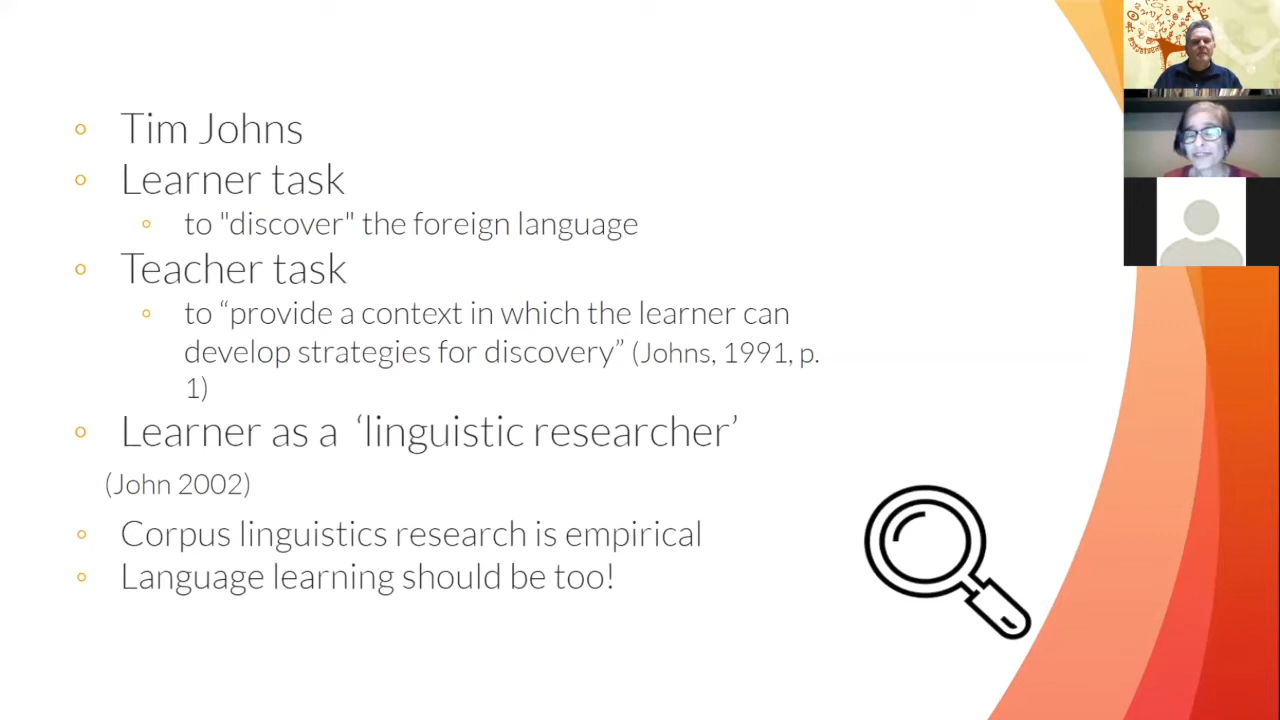 Tim Johns
Learner task
to "discover" the foreign language
Teacher task
to “provide a context in which the learner can
develop strategies for discovery” (Johns, 1991, p.
1)
Learner as a ‘linguistic researcher’
(John 2002)
Corpus linguistics research is empirical
Language learning should be too!